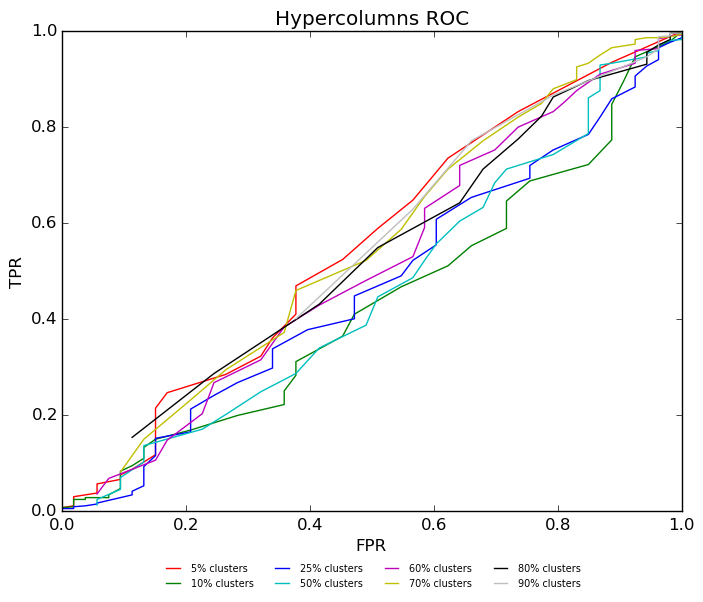 Hypercolumns ROC
1.0
0.8
0.6
0.4
0.2
0.0
TPR
0.0 0.2 0.4 0.6 0.8 1.0
FPR
5% clusters 25% clusters 60% clusters 80% clusters
10% clusters 50% clusters 70% clusters 90% clusters